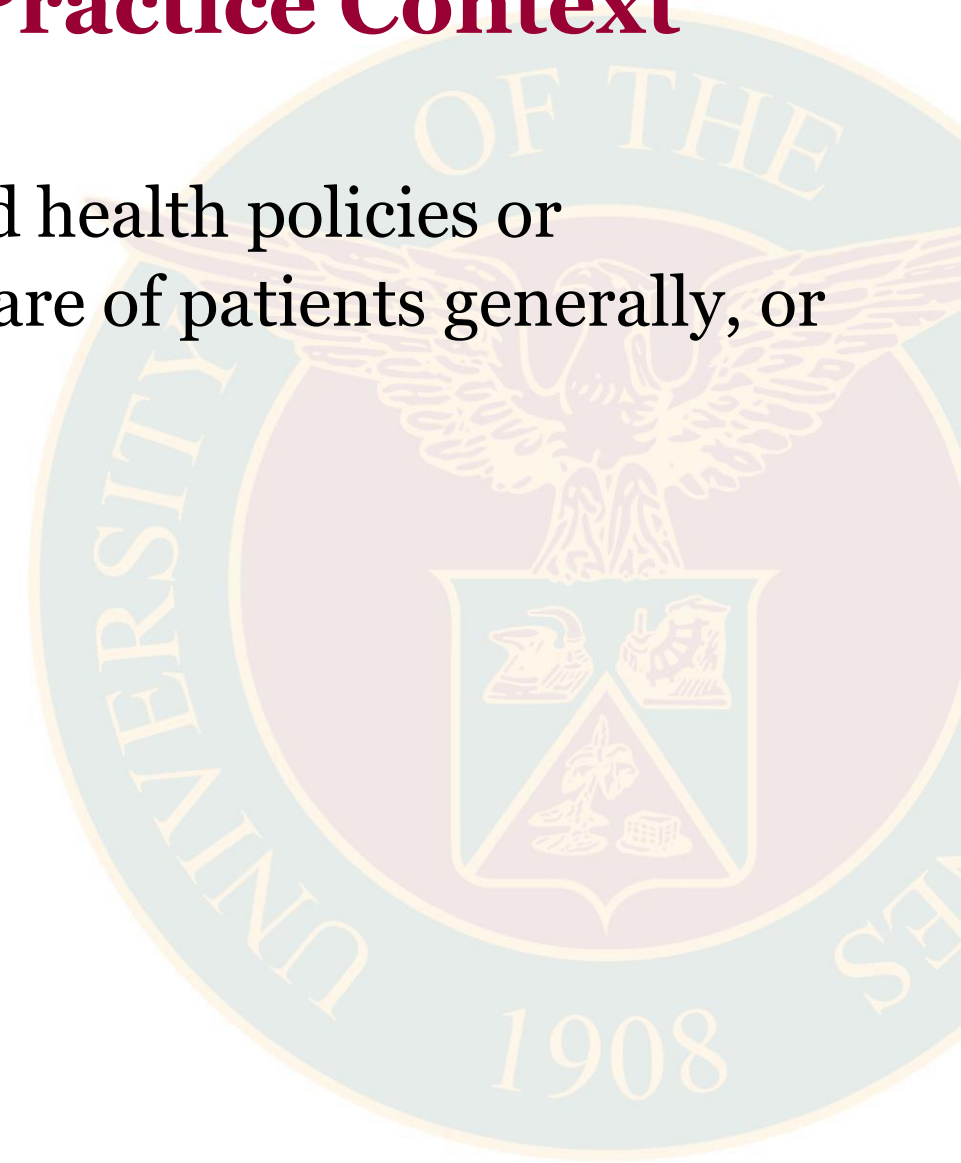 Practice Context
d health policies or
are of patients generally, or
OF THE
UNIVERSITY
1908